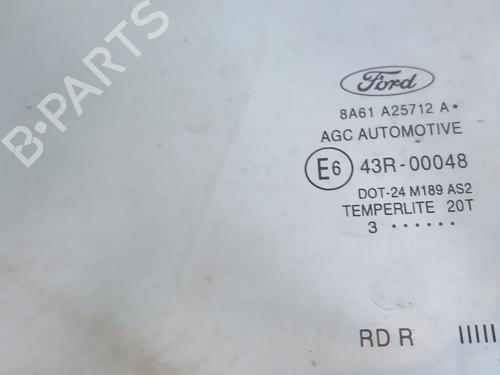 B-PARTS
Ford
8A61 A25712 A•
AGC AUTOMOTIVE
E6 43R-00048
DOT-24 M189 AS2
TEMPERLITE 20T
3 ••••••
RD R IIIII